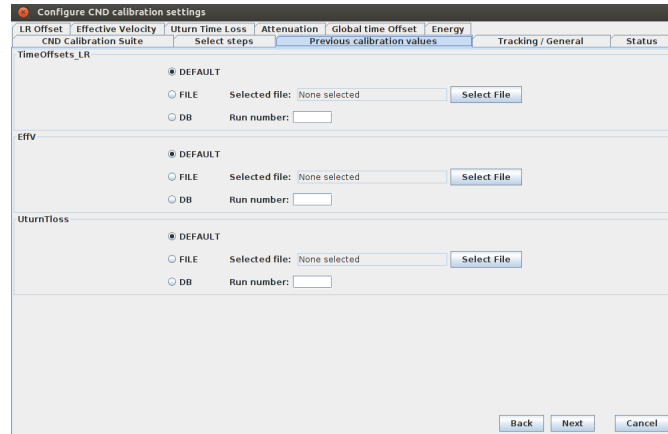 Configure CND calibration settings
LR Offset Effective Velocity Uturn Time Loss Attenuation Global time Offset Energy
CND Calibration Suite Select steps Previous calibration values Tracking / General Status
TimeOffsets_LR
DEFAULT
FILE Selected file: None selected Select File
DB Run number:
EffV
DEFAULT
FILE Selected file: None selected Select File
DB Run number:
UturnTloss
DEFAULT
FILE Selected file: None selected Select File
DB Run number:
Back Next Cancel